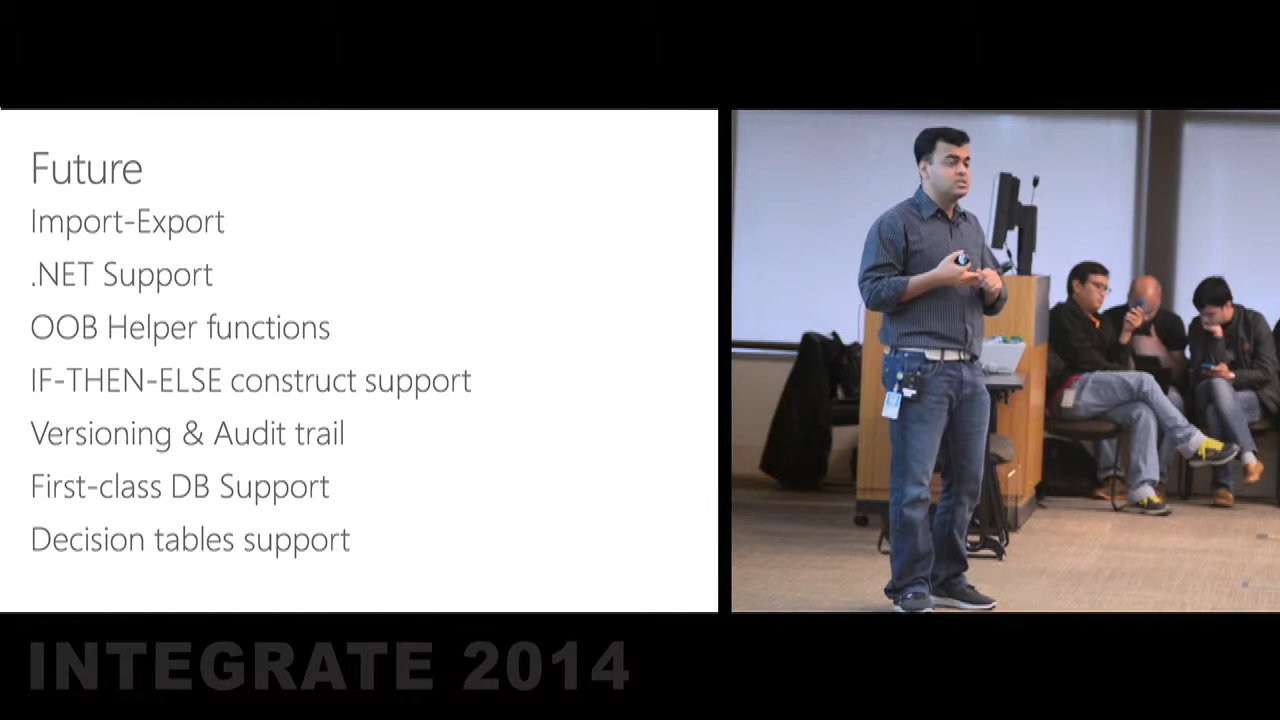 Future
Import-Export
.NET Support
OOB Helper functions
IF-THEN-ELSE construct support
Versioning & Audit trail
First-class DB Support
Decision tables support
INTEGRATE 2014